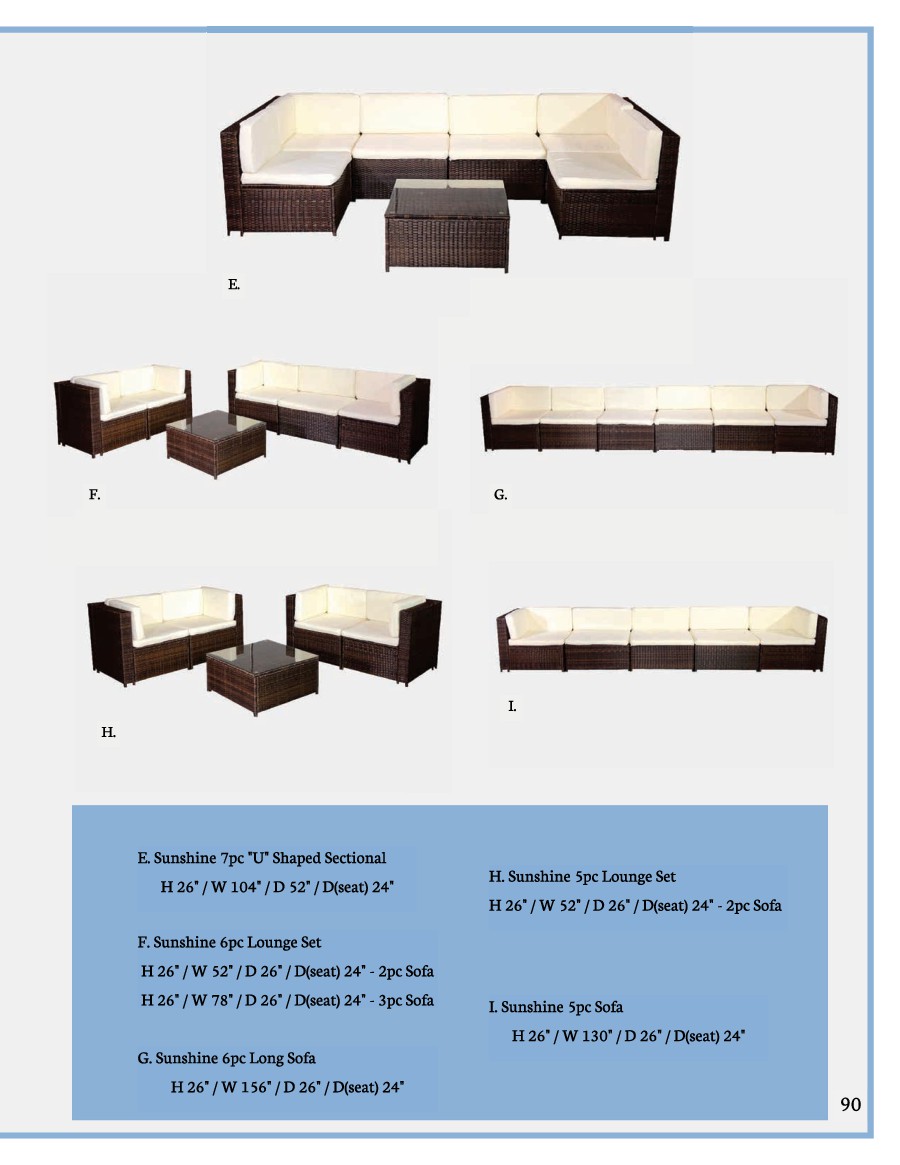 E.
F.
G.
H.
I.
E. Sunshine 7pc "U" Shaped Sectional
H 26" / W 104" / D 52" / D(seat) 24"
F. Sunshine 6pc Lounge Set
H 26" / W 52" / D 26" / D(seat) 24" - 2pc Sofa
H 26" / W 78" / D 26" / D(seat) 24" - 3pc Sofa
G. Sunshine 6pc Long Sofa
H 26" / W 156" / D 26" / D(seat) 24"
H. Sunshine 5pc Lounge Set
H 26" / W 52" / D 26" / D(seat) 24" - 2pc Sofa
I. Sunshine 5pc Sofa
H 26" / W 130" / D 26" / D(seat) 24"
90